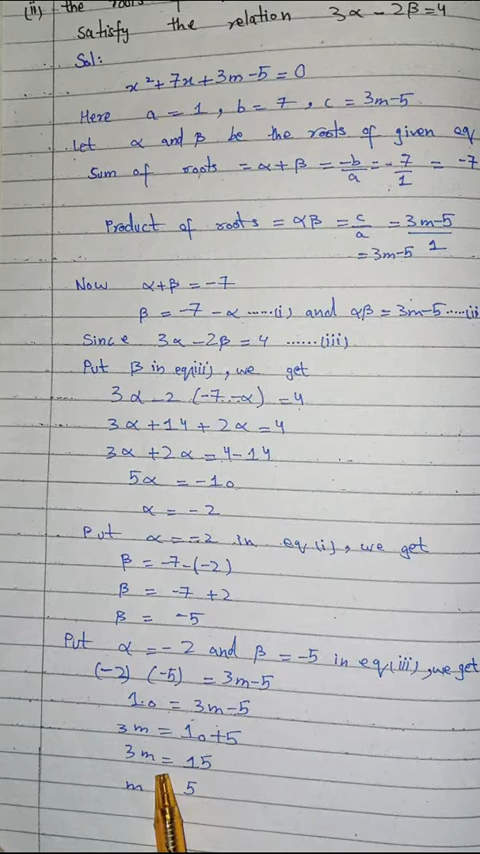 (ii) the roots
satisfy the relation 3α - 2β = 4
Sol:
x² + 7x + 3m - 5 = 0
Here a = 1, b = 7, c = 3m-5
Let α and β be the roots of given eq
Sum of roots = α+β = -b/a = -7/1 = -7
Product of roots = αβ = c/a = 3m-5/1
= 3m-5
Now α+β = -7
β = -7 - α ......(i) and αβ = 3m-5 .....(ii
Since 3α - 2β = 4 ......(iii)
Put β in eq(iii), we get
3α - 2 (-7 - α) = 4
3α + 14 + 2α = 4
3α + 2α = 4 - 14
5α = -10
α = -2
Put α = -2 in eq(i), we get
β = -7-(-2)
β = -7 + 2
β = -5
Put α = -2 and β = -5 in eq(iii), we get
(-2) (-5) = 3m-5
10 = 3m-5
3m = 10+5
3m = 15
m 5